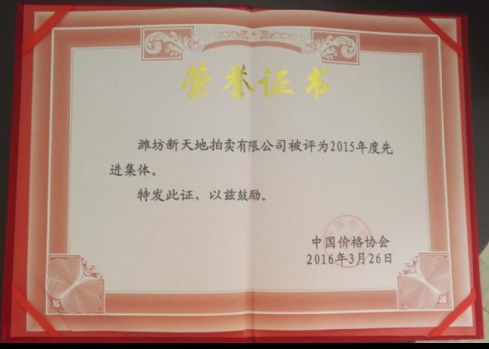 荣誉证书
潍坊新天地拍卖有限公司被评为2015年度先
进集体。
特发此证，以兹鼓励。
中国价格协会
2016年3月26日